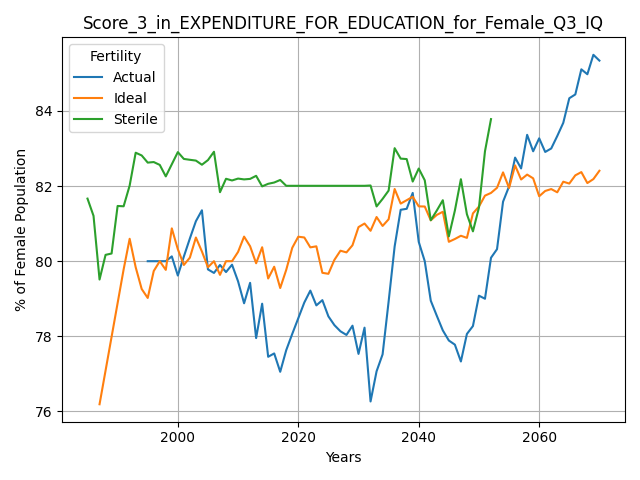 Score_3_in_EXPENDITURE_FOR_EDUCATION_for_Female_Q3_IQ
Fertility
Actual
Ideal
Sterile
% of Female Population
84
82
80
78
76
2000
2020
2040
2060
Years